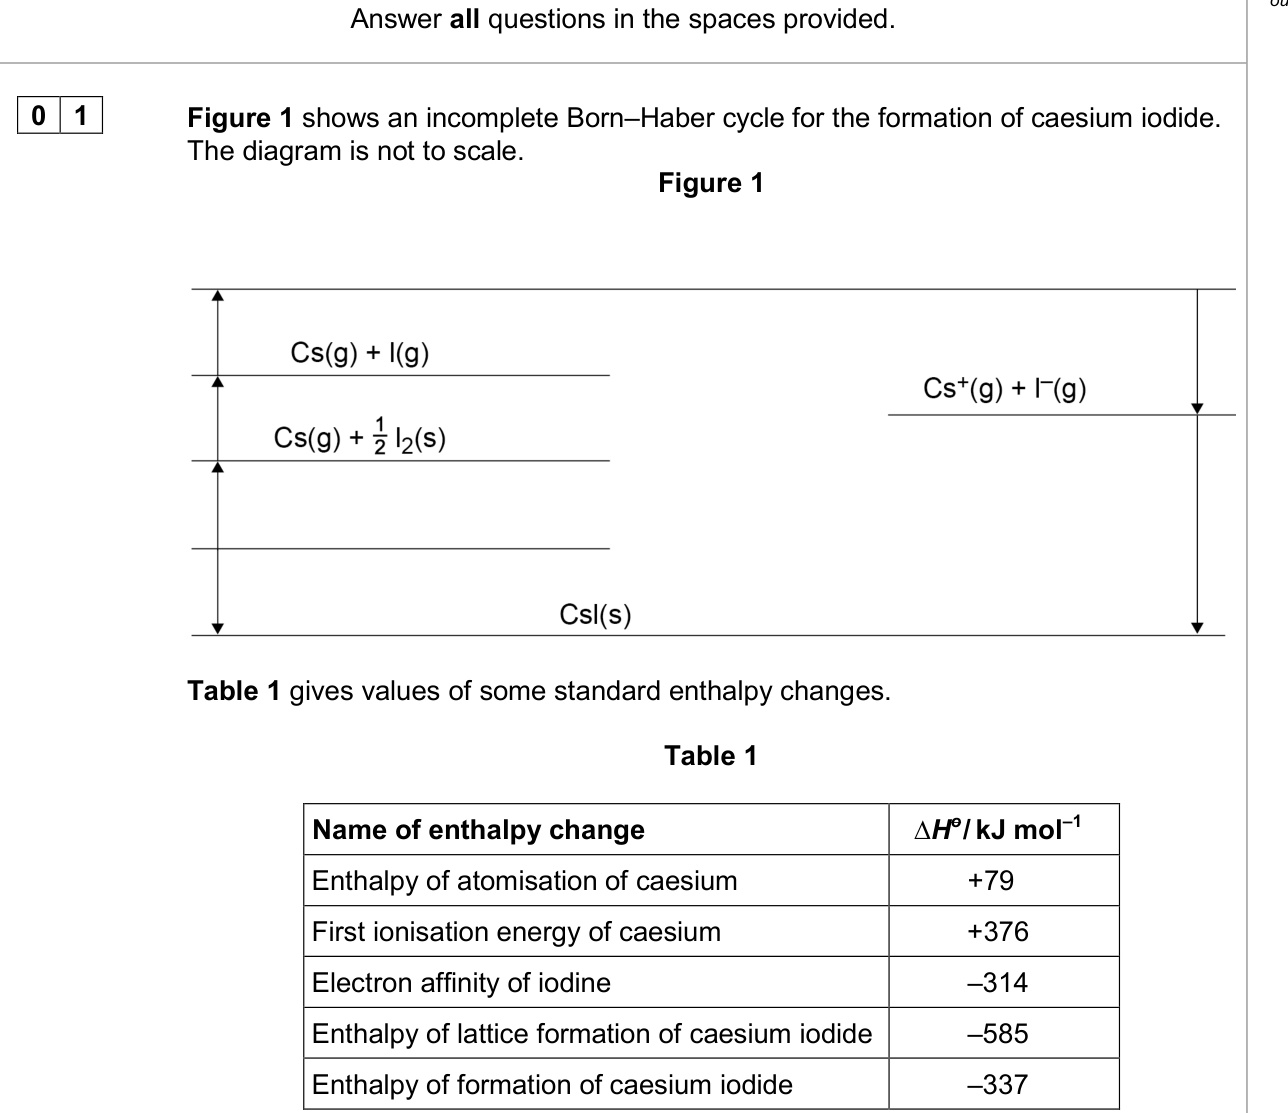 Answer all questions in the spaces provided.
0 1
Figure 1 shows an incomplete Born–Haber cycle for the formation of caesium iodide.
The diagram is not to scale.
Figure 1
Cs(g) + I(g)
Cs⁺(g) + I⁻(g)
Cs(g) + ½ I₂(s)
CsI(s)
Table 1 gives values of some standard enthalpy changes.
Table 1
Name of enthalpy change ΔH⦵/ kJ mol⁻¹
Enthalpy of atomisation of caesium +79
First ionisation energy of caesium +376
Electron affinity of iodine –314
Enthalpy of lattice formation of caesium iodide –585
Enthalpy of formation of caesium iodide –337